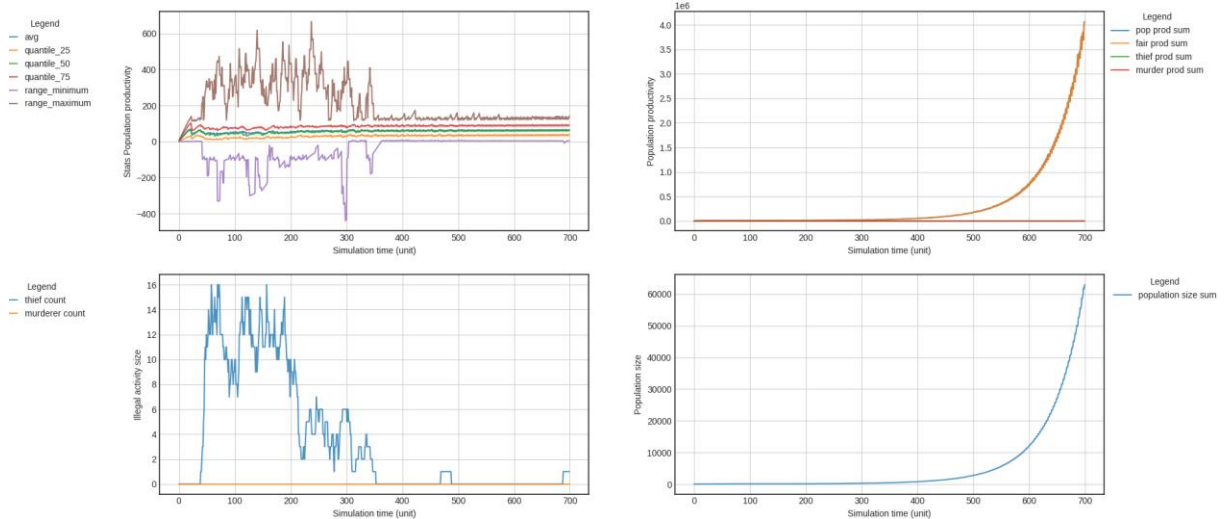 Legend
avg
quantile_25
quantile_50
quantile_75
range_minimum
range_maximum
Stats Population productivity
600
400
200
0
−200
−400
0 100 200 300 400 500 600 700
Simulation time (unit)
1e6
Population productivity
4.0
3.5
3.0
2.5
2.0
1.5
1.0
0.5
0.0
0 100 200 300 400 500 600 700
Simulation time (unit)
Legend
pop prod sum
fair prod sum
thief prod sum
murder prod sum
Legend
thief count
murderer count
Illegal activity size
16
14
12
10
8
6
4
2
0
0 100 200 300 400 500 600 700
Simulation time (unit)
Population size
60000
50000
40000
30000
20000
10000
0
0 100 200 300 400 500 600 700
Simulation time (unit)
Legend
population size sum